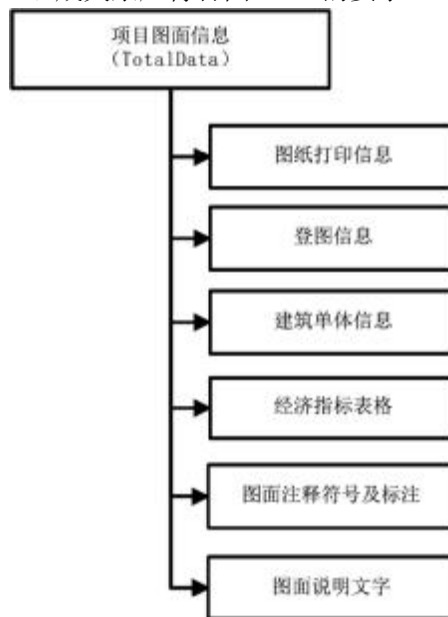 项目图面信息
(TotalData)
图纸打印信息
登图信息
建筑单体信息
经济指标表格
图面注释符号及标注
图面说明文字